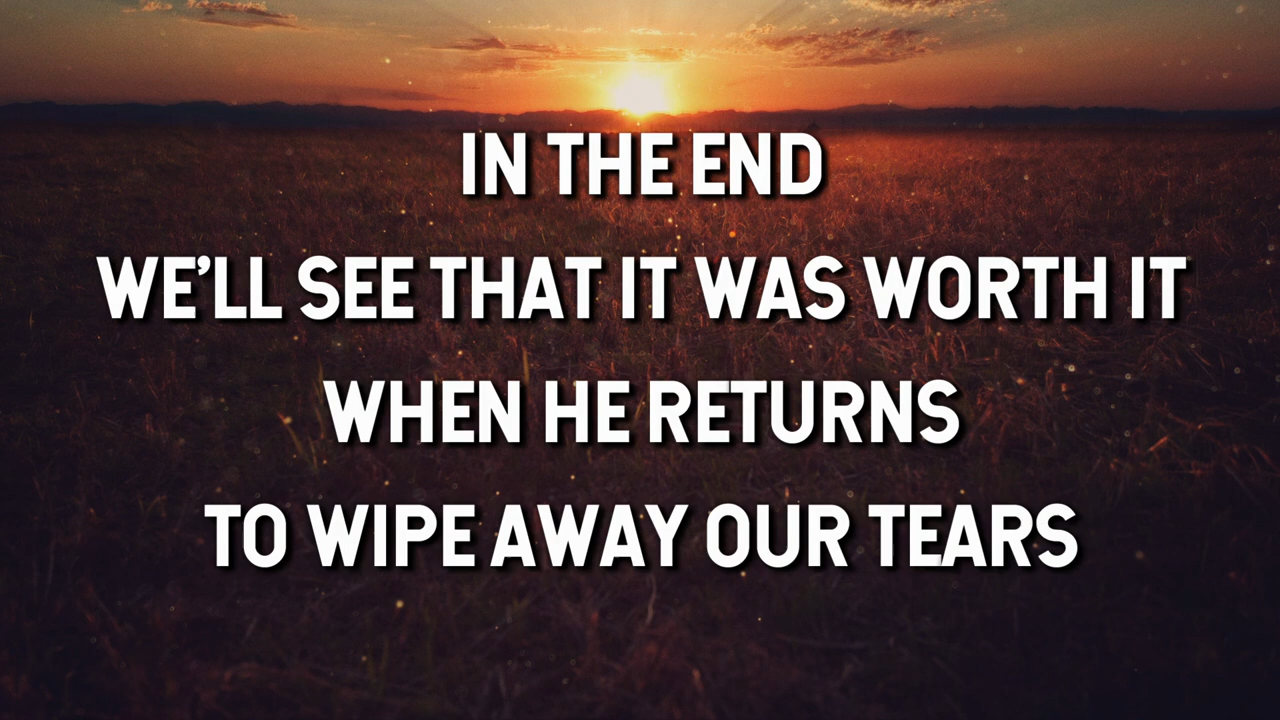 IN THE END
WE’LL SEE THAT IT WAS WORTH IT
WHEN HE RETURNS
TO WIPE AWAY OUR TEARS